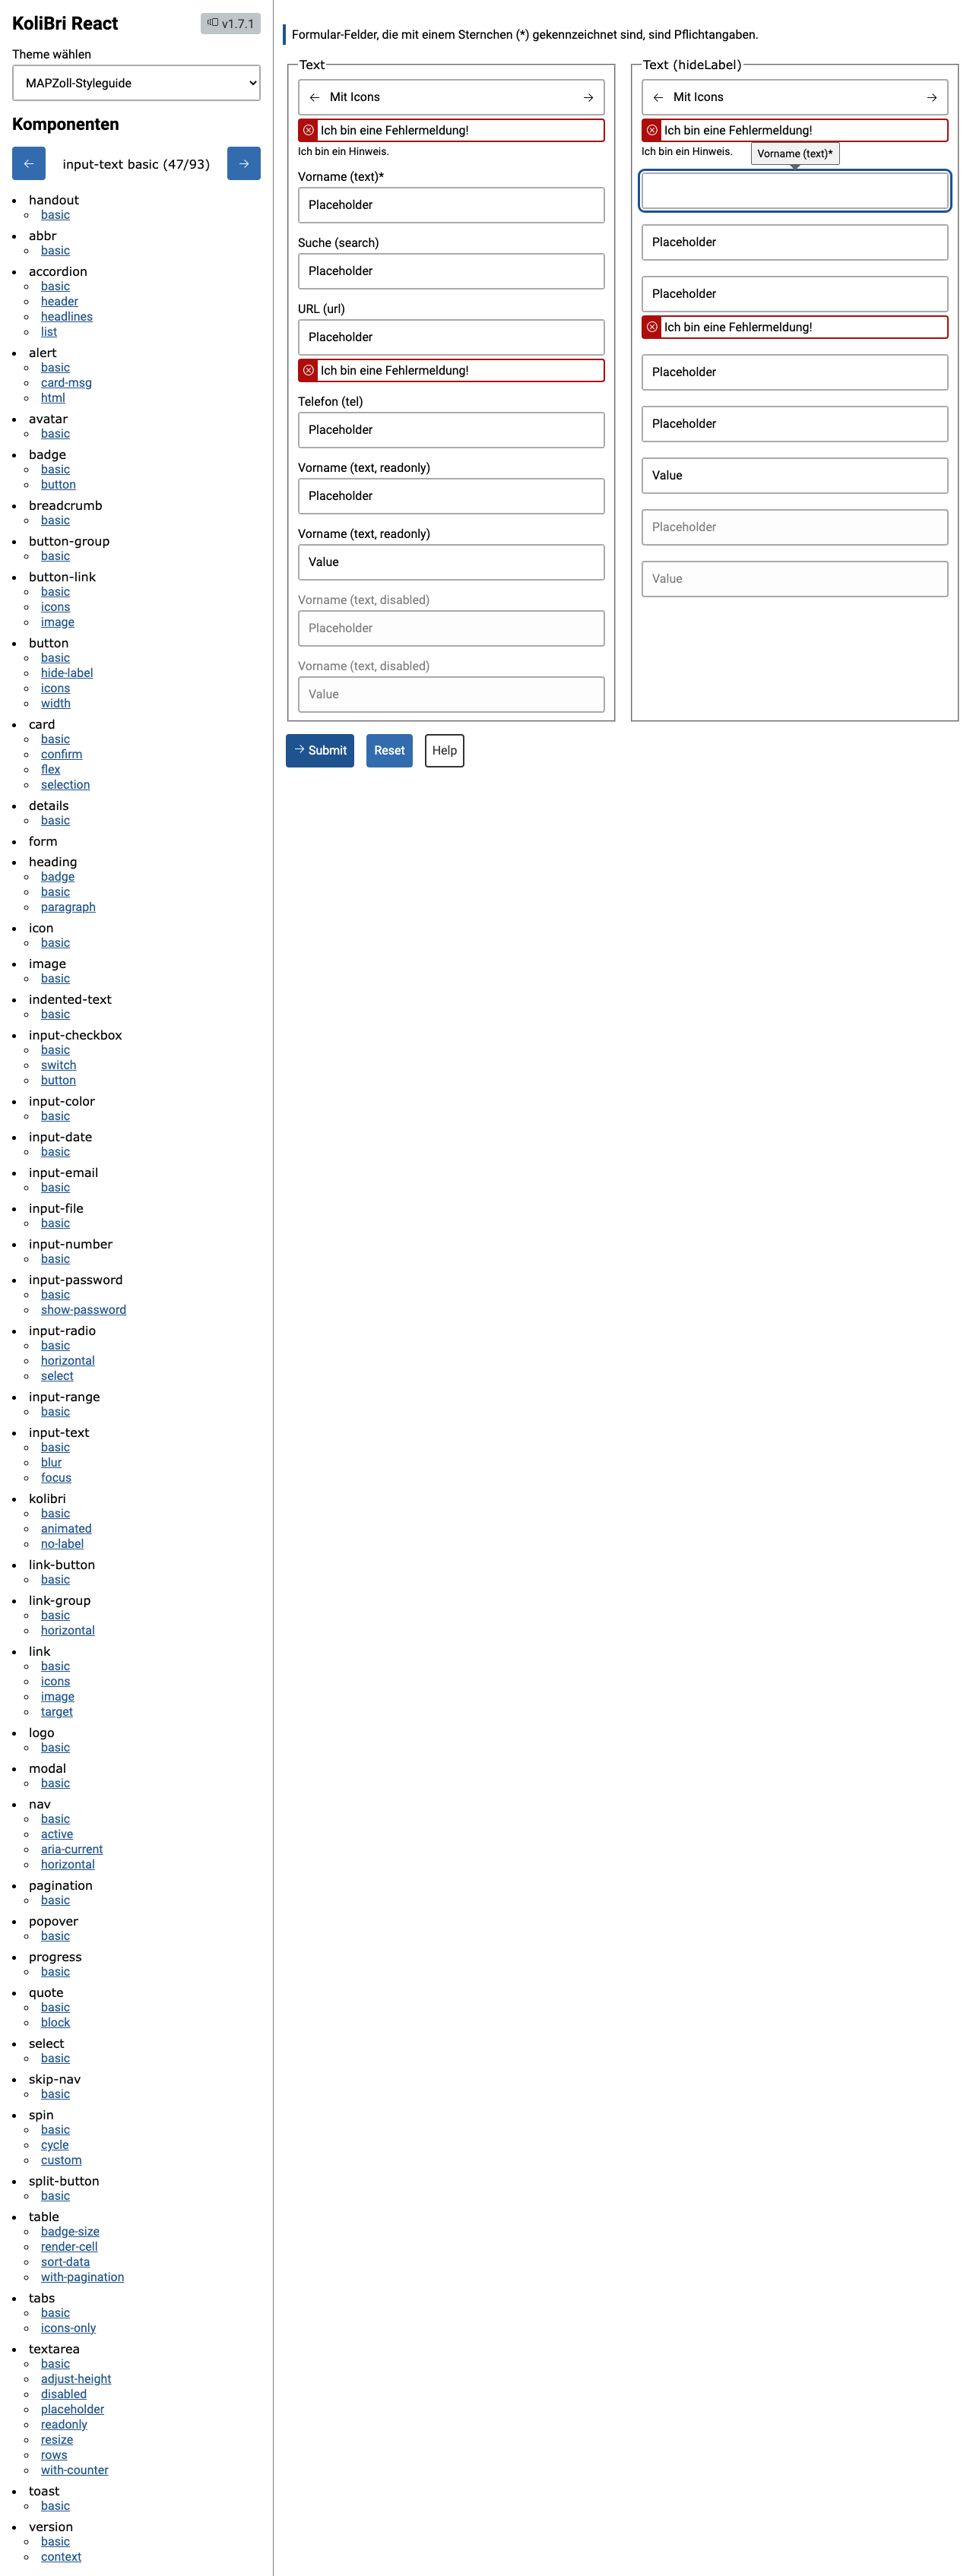 KoliBri React
v1.7.1
Theme wählen
MAPZoll-Styleguide
Komponenten
input-text basic (47/93)
handout
basic
abbr
basic
accordion
basic
header
headlines
list
alert
basic
card-msg
html
avatar
basic
badge
basic
button
breadcrumb
basic
button-group
basic
button-link
basic
icons
image
button
basic
hide-label
icons
width
card
basic
confirm
flex
selection
details
basic
form
heading
badge
basic
paragraph
icon
basic
image
basic
indented-text
basic
input-checkbox
basic
switch
button
input-color
basic
input-date
basic
input-email
basic
input-file
basic
input-number
basic
input-password
basic
show-password
input-radio
basic
horizontal
select
input-range
basic
input-text
basic
blur
focus
kolibri
basic
animated
no-label
link-button
basic
link-group
basic
horizontal
link
basic
icons
image
target
logo
basic
modal
basic
nav
basic
active
aria-current
horizontal
pagination
basic
popover
basic
progress
basic
quote
basic
block
select
basic
skip-nav
basic
spin
basic
cycle
custom
split-button
basic
table
badge-size
render-cell
sort-data
with-pagination
tabs
basic
icons-only
textarea
basic
adjust-height
disabled
placeholder
readonly
resize
rows
with-counter
toast
basic
version
basic
context
Formular-Felder, die mit einem Sternchen (*) gekennzeichnet sind, sind Pflichtangaben.
Text
Mit Icons
Ich bin eine Fehlermeldung!
Ich bin ein Hinweis.
Vorname (text)*
Placeholder
Suche (search)
Placeholder
URL (url)
Placeholder
Ich bin eine Fehlermeldung!
Telefon (tel)
Placeholder
Vorname (text, readonly)
Placeholder
Vorname (text, readonly)
Value
Vorname (text, disabled)
Placeholder
Vorname (text, disabled)
Value
Text (hideLabel)
Mit Icons
Ich bin eine Fehlermeldung!
Ich bin ein Hinweis.
Vorname (text)*
Placeholder
Placeholder
Ich bin eine Fehlermeldung!
Placeholder
Placeholder
Value
Placeholder
Value
Submit
Reset
Help